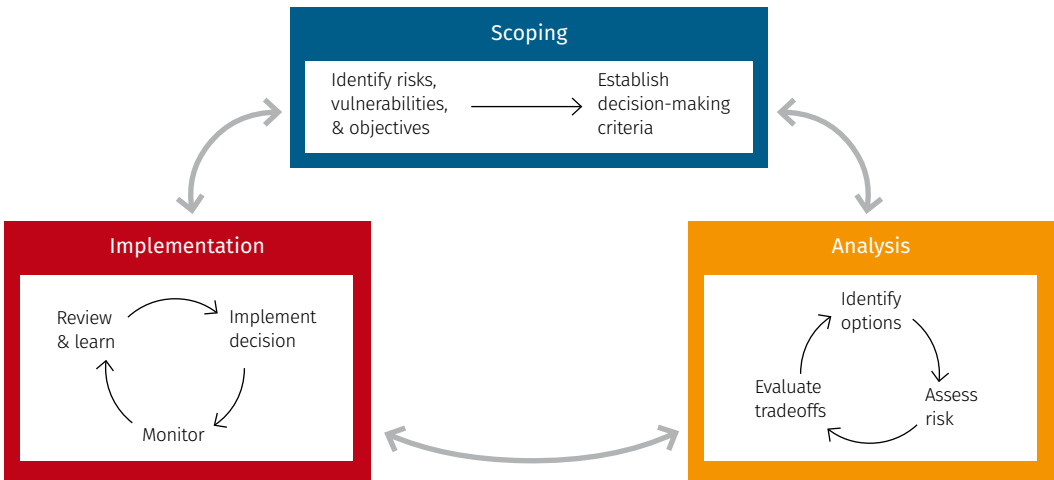 Scoping
Identify risks,
vulnerabilities,
& objectives
Establish
decision-making
criteria
Implementation
Review
& learn
Implement
decision
Monitor
Analysis
Identify
options
Evaluate
tradeoffs
Assess
risk